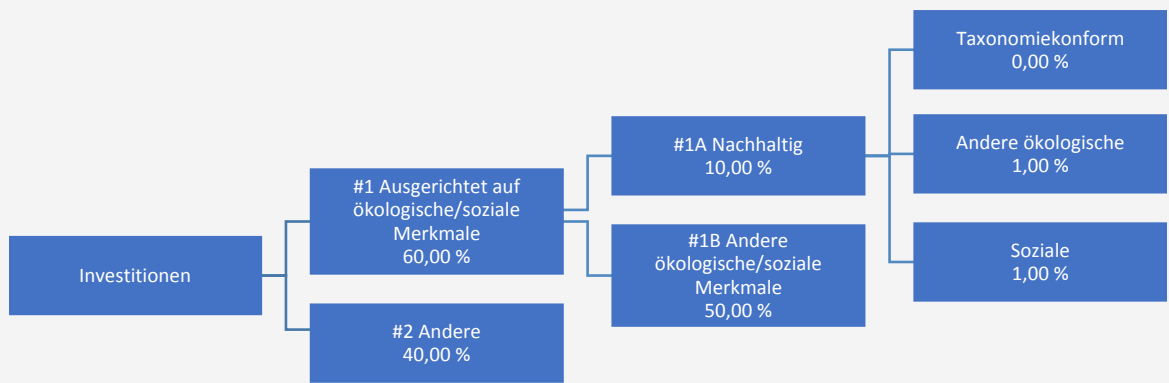 Investitionen
#1 Ausgerichtet auf
ökologische/soziale
Merkmale
60,00 %
#2 Andere
40,00 %
#1A Nachhaltig
10,00 %
#1B Andere
ökologische/soziale
Merkmale
50,00 %
Taxonomiekonform
0,00 %
Andere ökologische
1,00 %
Soziale
1,00 %